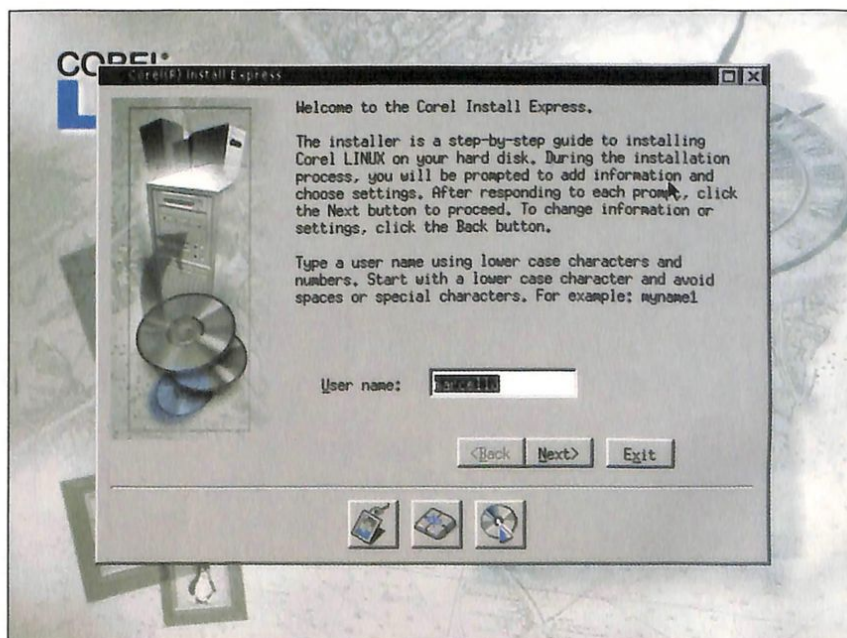 COREL
L
Corel(R) Install Express
Welcome to the Corel Install Express.
The installer is a step-by-step guide to installing
Corel LINUX on your hard disk. During the installation
process, you will be prompted to add information and
choose settings. After responding to each prompt, click
the Next button to proceed. To change information or
settings, click the Back button.
Type a user name using lower case characters and
numbers. Start with a lower case character and avoid
spaces or special characters. For example: myname1
User name:
<Back Next> Exit